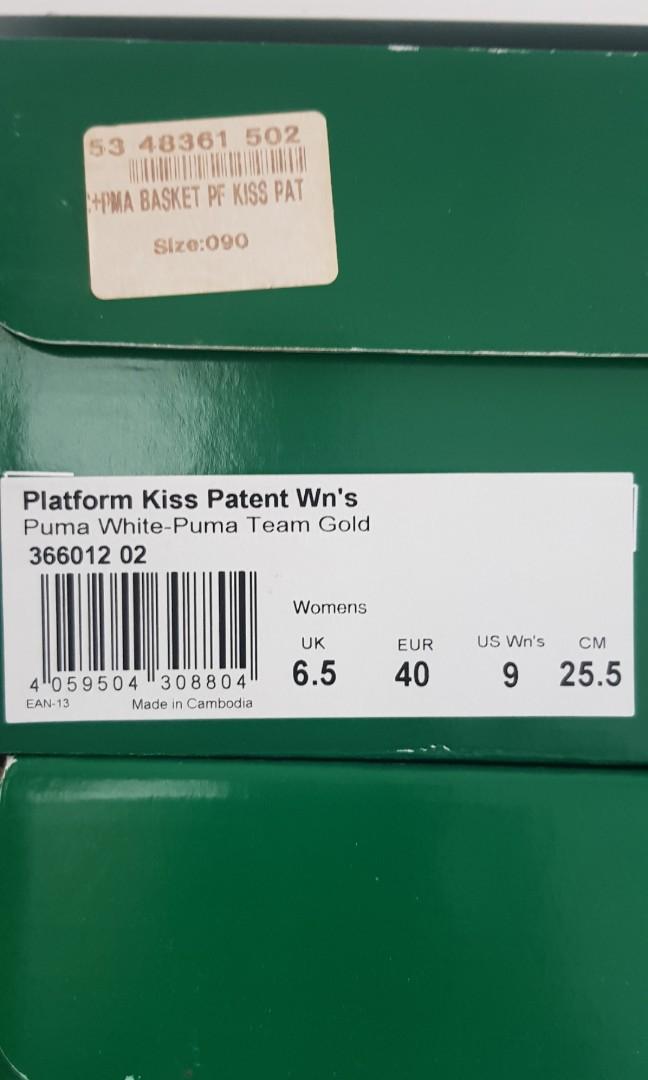 53 48361 502
:+PMA BASKET PF KISS PAT
Size:090
Platform Kiss Patent Wn's
Puma White-Puma Team Gold
366012 02
Womens
UK EUR US Wn's CM
6.5 40 9 25.5
4 059504 308804
EAN-13 Made in Cambodia